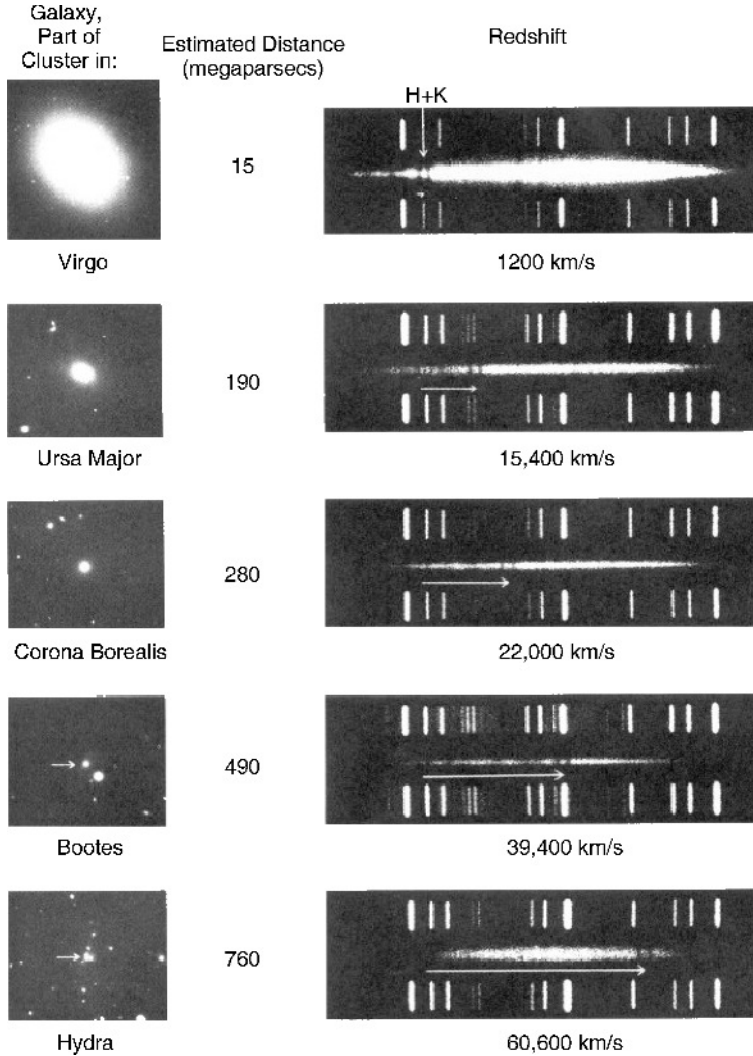 Galaxy,
Part of
Cluster in:
Estimated Distance
(megaparsecs)
Redshift
H+K
15
Virgo
1200 km/s
190
Ursa Major
15,400 km/s
280
Corona Borealis
22,000 km/s
490
Bootes
39,400 km/s
760
Hydra
60,600 km/s